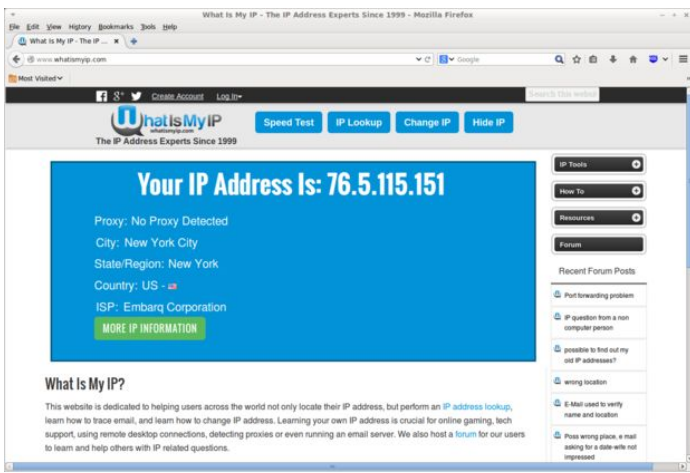 What Is My IP - The IP Address Experts Since 1999 - Mozilla Firefox
File Edit View History Bookmarks Tools Help
What Is My IP - The IP ...
www.whatismyip.com
Google
Most Visited
Create Account Log In
Search this websit
WhatIsMyIP
whatismyip.com
The IP Address Experts Since 1999
Speed Test IP Lookup Change IP Hide IP
Your IP Address Is: 76.5.115.151
Proxy: No Proxy Detected
City: New York City
State/Region: New York
Country: US -
ISP: Embarq Corporation
MORE IP INFORMATION
What Is My IP?
This website is dedicated to helping users across the world not only locate their IP address, but perform an IP address lookup,
learn how to trace email, and learn how to change IP address. Learning your own IP address is crucial for online gaming, tech
support, using remote desktop connections, detecting proxies or even running an email server. We also host a forum for our users
to learn and help others with IP related questions.
IP Tools
How To
Resources
Forum
Recent Forum Posts
Port forwarding problem
IP question from a non
computer person
possible to find out my
old IP addresses?
wrong location
E-Mail used to verify
name and location
Poss wrong place, e mail
asking for a date-wife not
impressed